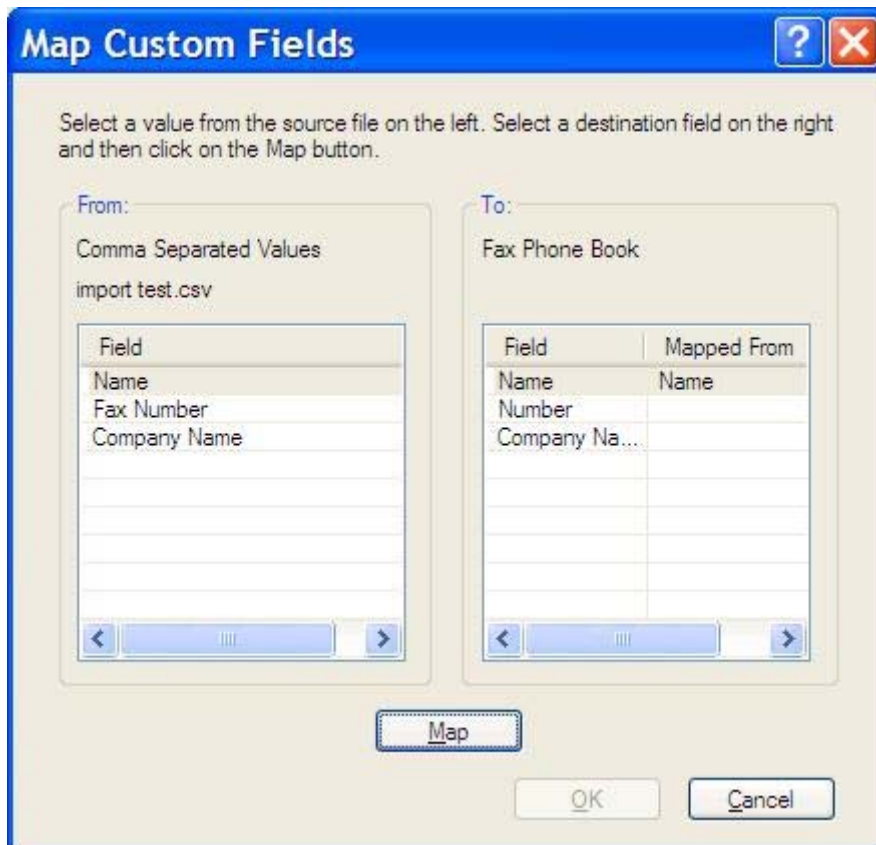 Map Custom Fields
?
Select a value from the source file on the left. Select a destination field on the right
and then click on the Map button.
From:
Comma Separated Values
import test.csv
Field
Name
Fax Number
Company Name
To:
Fax Phone Book
Field Mapped From
Name Name
Number
Company Na...
Map
OK Cancel